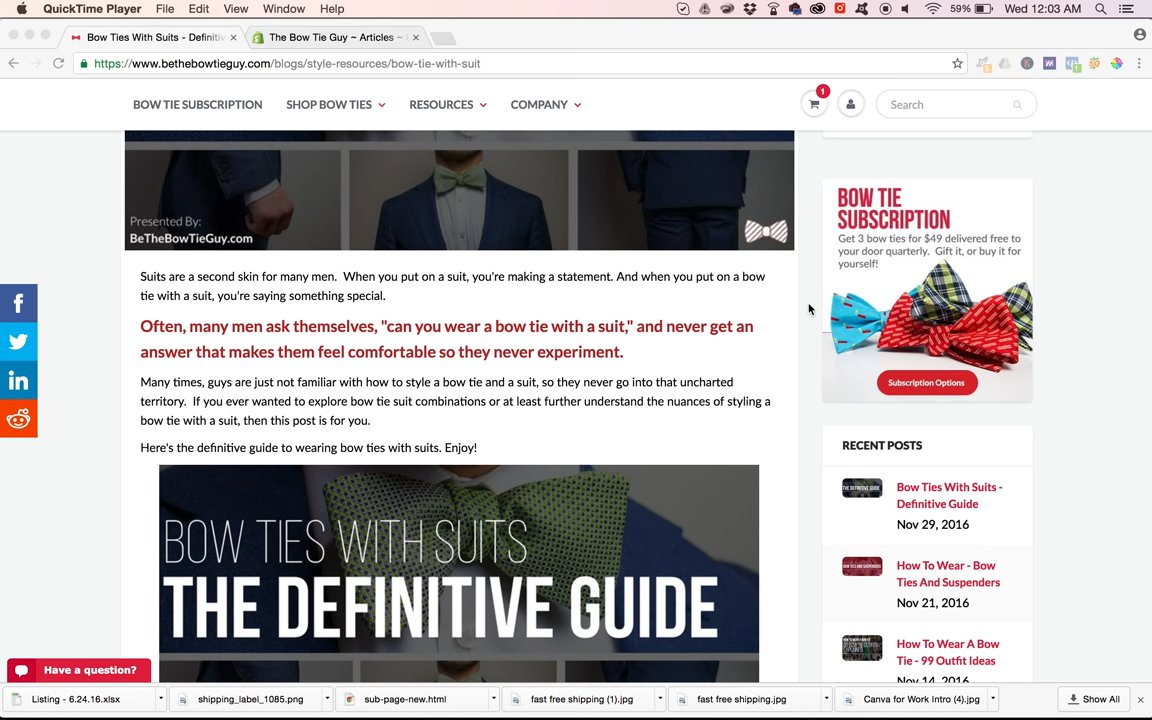 QuickTime Player File Edit View Window Help 59% Wed 12:03 AM
Bow Ties With Suits - Definitiv
The Bow Tie Guy ~ Articles ~
https://www.bethebowtieguy.com/blogs/style-resources/bow-tie-with-suit
BOW TIE SUBSCRIPTION SHOP BOW TIES RESOURCES COMPANY 1 Search
Presented By:
BeTheBowTieGuy.com
Suits are a second skin for many men. When you put on a suit, you're making a statement. And when you put on a bow
tie with a suit, you're saying something special.
Often, many men ask themselves, "can you wear a bow tie with a suit," and never get an
answer that makes them feel comfortable so they never experiment.
Many times, guys are just not familiar with how to style a bow tie and a suit, so they never go into that uncharted
territory. If you ever wanted to explore bow tie suit combinations or at least further understand the nuances of styling a
bow tie with a suit, then this post is for you.
Here's the definitive guide to wearing bow ties with suits. Enjoy!
BOW TIES WITH SUITS
THE DEFINITIVE GUIDE
BOW TIE
SUBSCRIPTION
Get 3 bow ties for $49 delivered free to
your door quarterly. Gift it, or buy it for
yourself!
Subscription Options
RECENT POSTS
THE DEFINITIVE GUIDE
Bow Ties With Suits -
Definitive Guide
Nov 29, 2016
BOW TIES AND SUSPENDERS
How To Wear - Bow
Ties And Suspenders
Nov 21, 2016
How To Wear A Bow
Tie - 99 Outfit Ideas
Nov 14, 2016
Have a question?
Listing - 6.24.16.xlsx
shipping_label_1085.png
sub-page-new.html
fast free shipping (1).jpg
fast free shipping.jpg
Canva for Work Intro (4).jpg
Show All